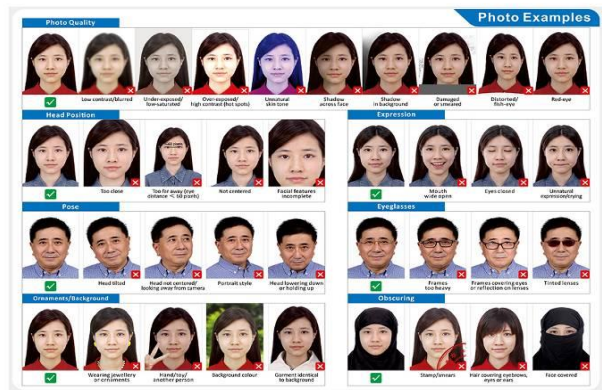 Photo Examples
Photo Quality
Low contrast/blurred
Under-exposed/
low-saturated
Over-exposed/
high contrast (hot spots)
Unnatural
skin tone
Shadow
across face
Shadow
in background
Damaged
or smeared
Distorted/
fish-eye
Red-eye
Head Position
Too close
Too far away (eye
distance < 60 pixels)
Not centered
Facial features
incomplete
Expression
Mouth
wide open
Eyes closed
Unnatural
expression/crying
Pose
Head tilted
Head not centered/
looking away from camera
Portrait style
Head lowering down
or holding up
Eyeglasses
Frames
too heavy
Frames covering eyes
or reflection on lenses
Tinted lenses
Ornaments/Background
Wearing jewellery
or ornaments
Hand/toy/
another person
Background colour
Garment identical
to background
Obscuring
Stamp/smear
Hair covering eyebrows,
eyes or ears
Face covered